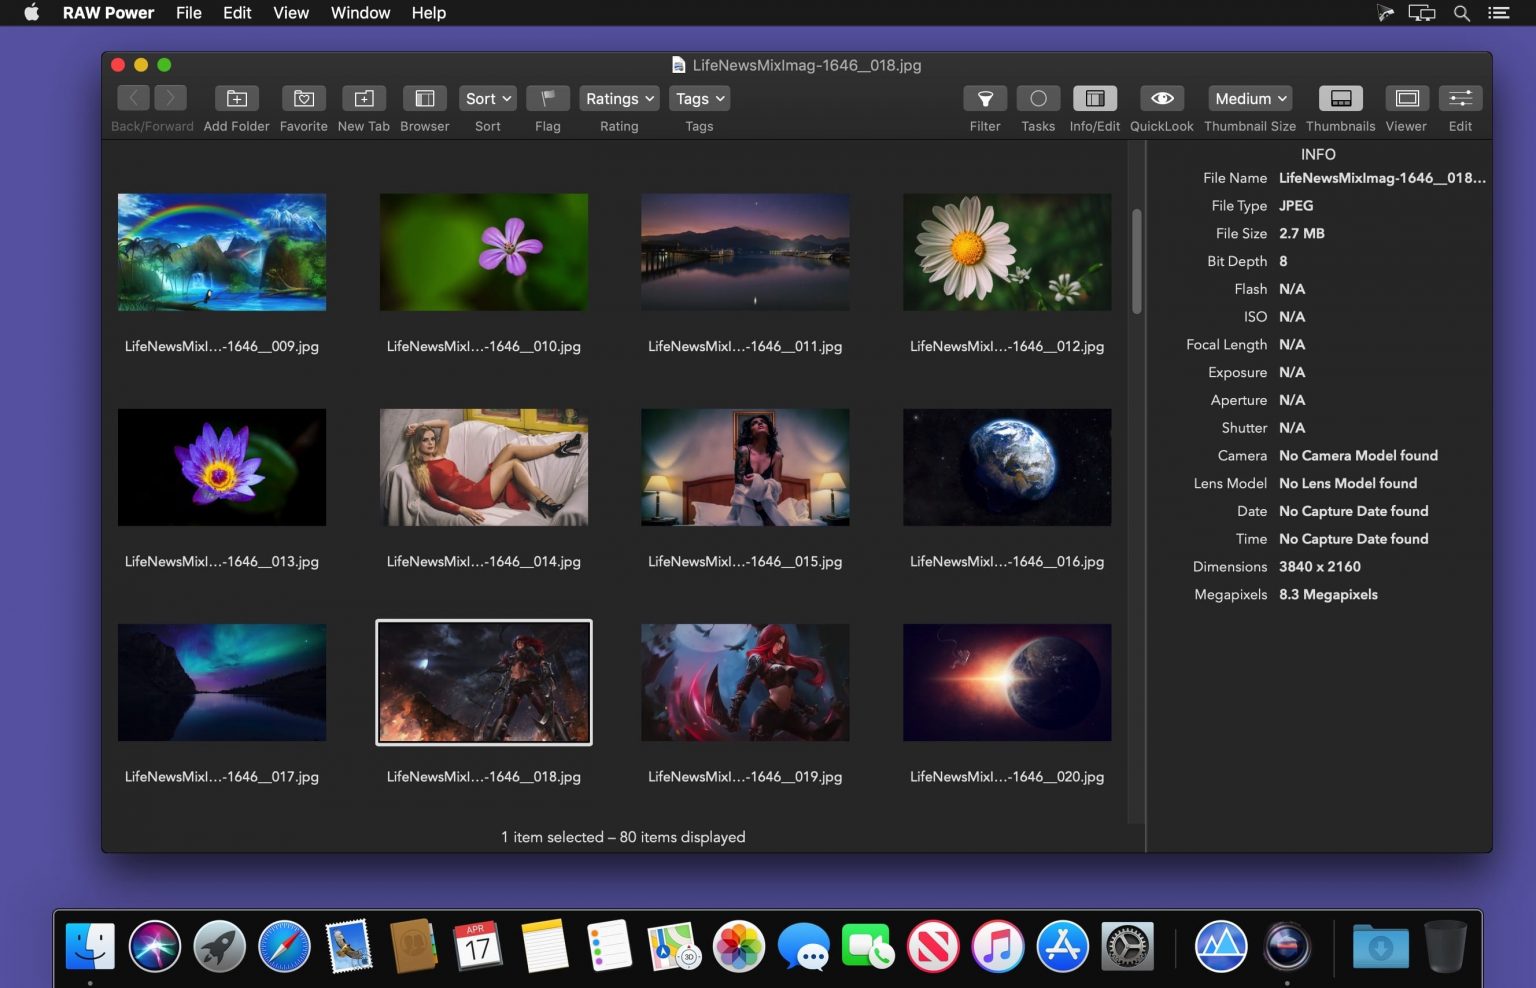 RAW Power File Edit View Window Help
LifeNewsMixImag-1646__018.jpg
Sort Ratings Tags Medium
Back/Forward Add Folder Favorite New Tab Browser Sort Flag Rating Tags Filter Tasks Info/Edit QuickLook Thumbnail Size Thumbnails Viewer Edit
LifeNewsMixI...-1646__009.jpg LifeNewsMixI...-1646__010.jpg LifeNewsMixI...-1646__011.jpg LifeNewsMixI...-1646__012.jpg
LifeNewsMixI...-1646__013.jpg LifeNewsMixI...-1646__014.jpg LifeNewsMixI...-1646__015.jpg LifeNewsMixI...-1646__016.jpg
LifeNewsMixI...-1646__017.jpg LifeNewsMixI...-1646__018.jpg LifeNewsMixI...-1646__019.jpg LifeNewsMixI...-1646__020.jpg
1 item selected – 80 items displayed
INFO
File Name LifeNewsMixImag-1646__018...
File Type JPEG
File Size 2.7 MB
Bit Depth 8
Flash N/A
ISO N/A
Focal Length N/A
Exposure N/A
Aperture N/A
Shutter N/A
Camera No Camera Model found
Lens Model No Lens Model found
Date No Capture Date found
Time No Capture Date found
Dimensions 3840 x 2160
Megapixels 8.3 Megapixels
APR
17
3D